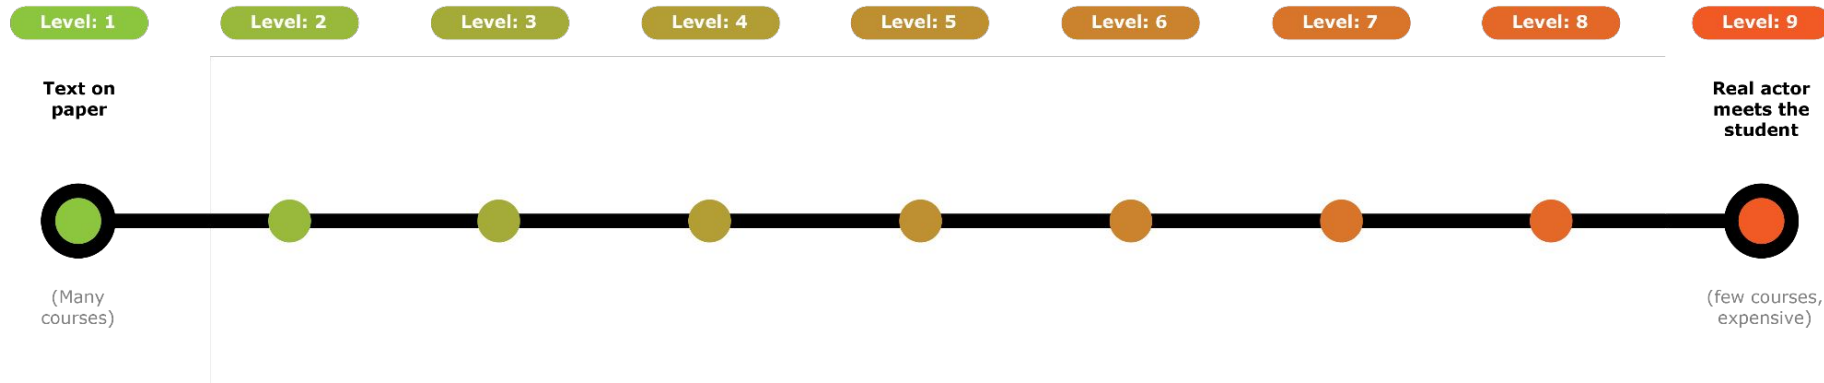 Level: 1
Level: 2
Level: 3
Level: 4
Level: 5
Level: 6
Level: 7
Level: 8
Level: 9
Text on
paper
Real actor
meets the
student
(Many
courses)
(few courses,
expensive)